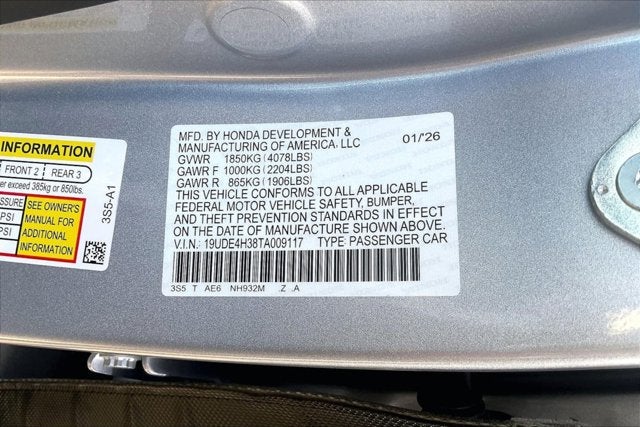 INFORMATION
FRONT 2 REAR 3
er exceed 385kg or 850lbs.
SURE
PSI
PSI
SEE OWNER'S
MANUAL FOR
ADDITIONAL
INFORMATION
3S5-A1
MFD. BY HONDA DEVELOPMENT &
MANUFACTURING OF AMERICA, LLC 01/'26
GVWR 1850KG(4078LBS)
GAWR F 1000KG(2204LBS)
GAWR R 865KG(1906LBS)
THIS VEHICLE CONFORMS TO ALL APPLICABLE
FEDERAL MOTOR VEHICLE SAFETY, BUMPER,
AND THEFT PREVENTION STANDARDS IN EFFECT
ON THE DATE OF MANUFACTURE SHOWN ABOVE.
V.I.N.: 19UDE4H38TA009117 TYPE: PASSENGER CAR
3S5 T AE6 NH932M .Z .A